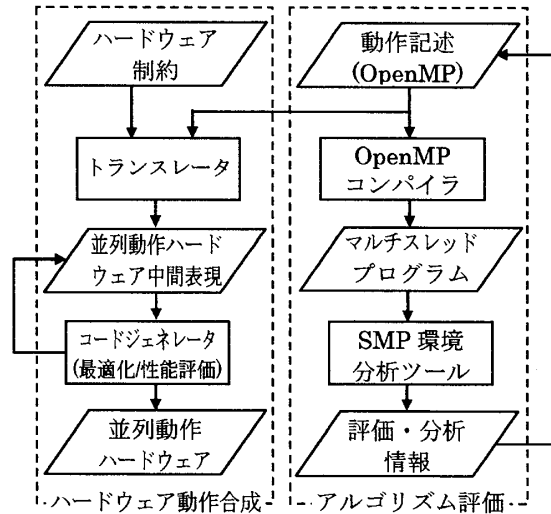 ハードウェア
制約
トランスレータ
並列動作ハード
ウェア中間表現
コードジェネレータ
(最適化/性能評価)
並列動作
ハードウェア
ハードウェア動作合成
動作記述
(OpenMP)
OpenMP
コンパイラ
マルチスレッド
プログラム
SMP 環境
分析ツール
評価・分析
情報
アルゴリズム評価